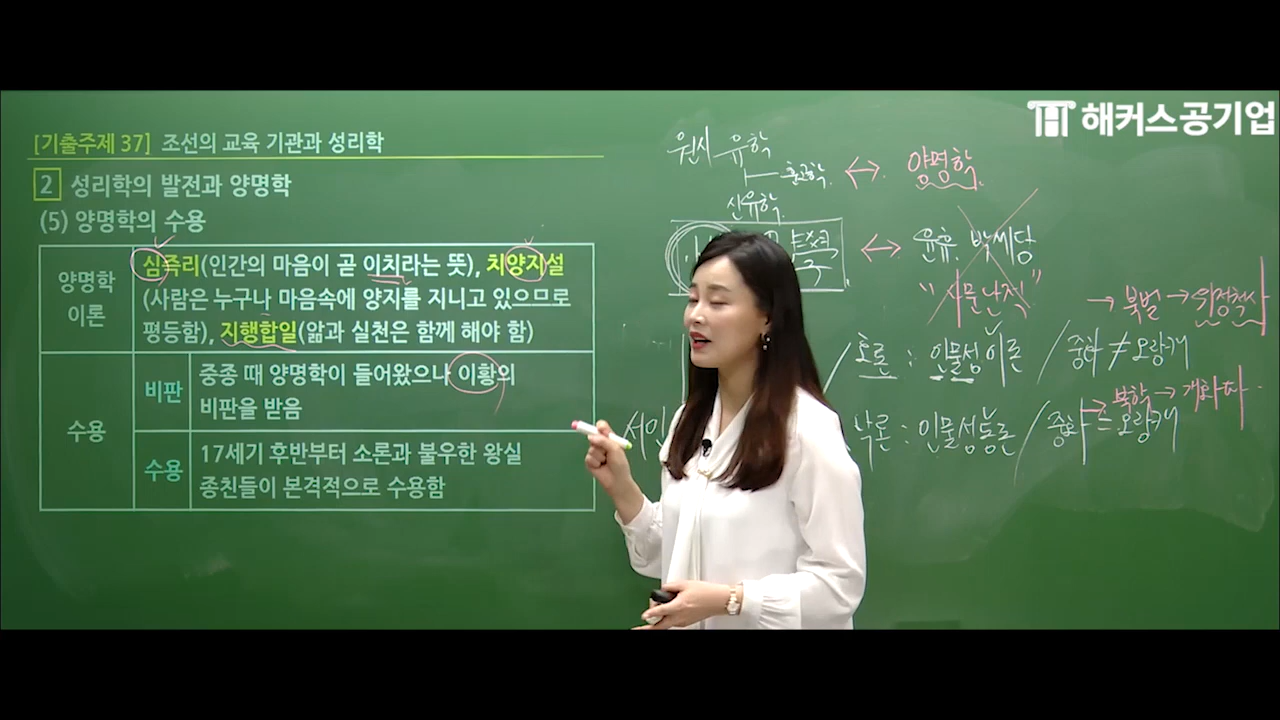 해커스공기업
[기출주제 37] 조선의 교육 기관과 성리학
2 성리학의 발전과 양명학
(5) 양명학의 수용
양명학
이론
심즉리(인간의 마음이 곧 이치라는 뜻), 치양지설
(사람은 누구나 마음속에 양지를 지니고 있으므로
평등함), 지행합일(앎과 실천은 함께 해야 함)
수용
비판
중종 때 양명학이 들어왔으나 이황의
비판을 받음
수용
17세기 후반부터 소론과 불우한 왕실
종친들이 본격적으로 수용함
원시 유학
훈고학 ↔ 양명학
신유학
↔ 윤휴, 박세당
"사문난적"
→ 북벌 → 위정척사
호론 : 인물성이론 / 중화 ≠ 오랑캐
→ 북학 → 개화파
서인
낙론 : 인물성동론 / 중화 = 오랑캐